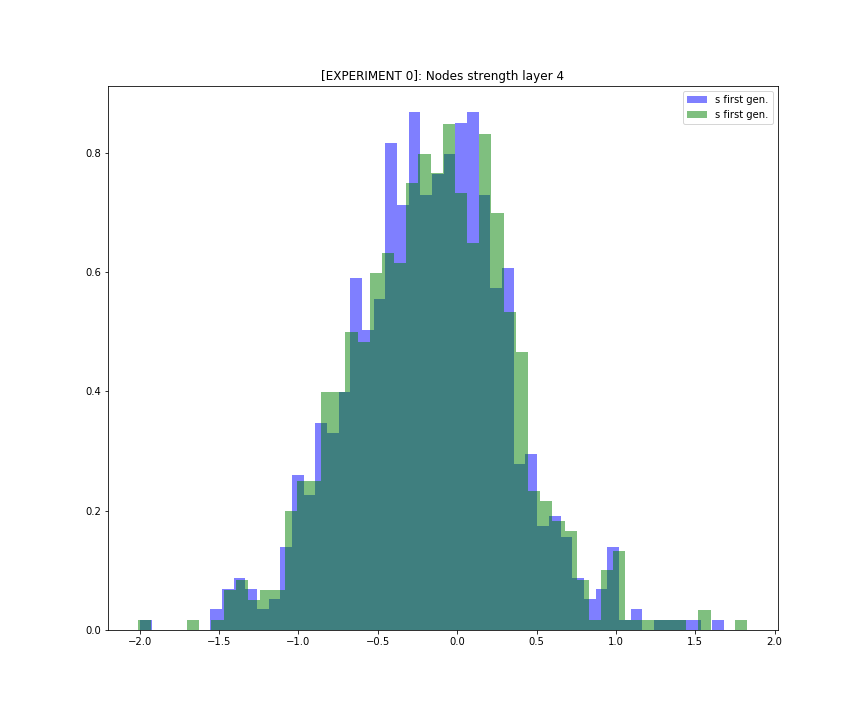 [EXPERIMENT 0]: Nodes strength layer 4
s first gen.
s first gen.
0.8
0.6
0.4
0.2
0.0
−2.0 −1.5 −1.0 −0.5 0.0 0.5 1.0 1.5 2.0